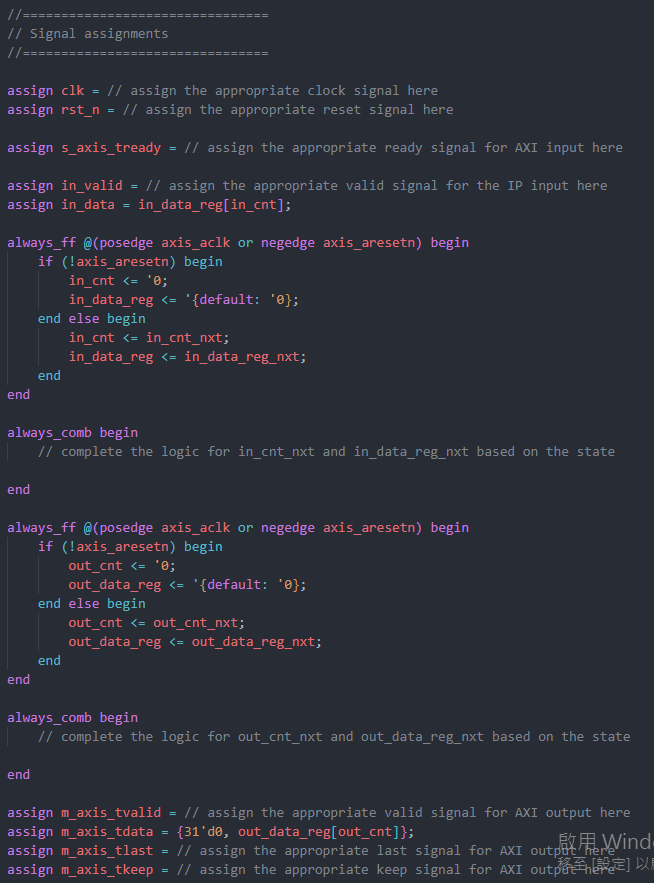 //================================
// Signal assignments
//================================
assign clk = // assign the appropriate clock signal here
assign rst_n = // assign the appropriate reset signal here
assign s_axis_tready = // assign the appropriate ready signal for AXI input here
assign in_valid = // assign the appropriate valid signal for the IP input here
assign in_data = in_data_reg[in_cnt];
always_ff @(posedge axis_aclk or negedge axis_aresetn) begin
if (!axis_aresetn) begin
in_cnt <= '0;
in_data_reg <= '{default: '0};
end else begin
in_cnt <= in_cnt_nxt;
in_data_reg <= in_data_reg_nxt;
end
end
always_comb begin
// complete the logic for in_cnt_nxt and in_data_reg_nxt based on the state
end
always_ff @(posedge axis_aclk or negedge axis_aresetn) begin
if (!axis_aresetn) begin
out_cnt <= '0;
out_data_reg <= '{default: '0};
end else begin
out_cnt <= out_cnt_nxt;
out_data_reg <= out_data_reg_nxt;
end
end
always_comb begin
// complete the logic for out_cnt_nxt and out_data_reg_nxt based on the state
end
assign m_axis_tvalid = // assign the appropriate valid signal for AXI output here
assign m_axis_tdata = {31'd0, out_data_reg[out_cnt]};
assign m_axis_tlast = // assign the appropriate last signal for AXI output here
assign m_axis_tkeep = // assign the appropriate keep signal for AXI output here
啟用 Windo
移至 [設定] 以